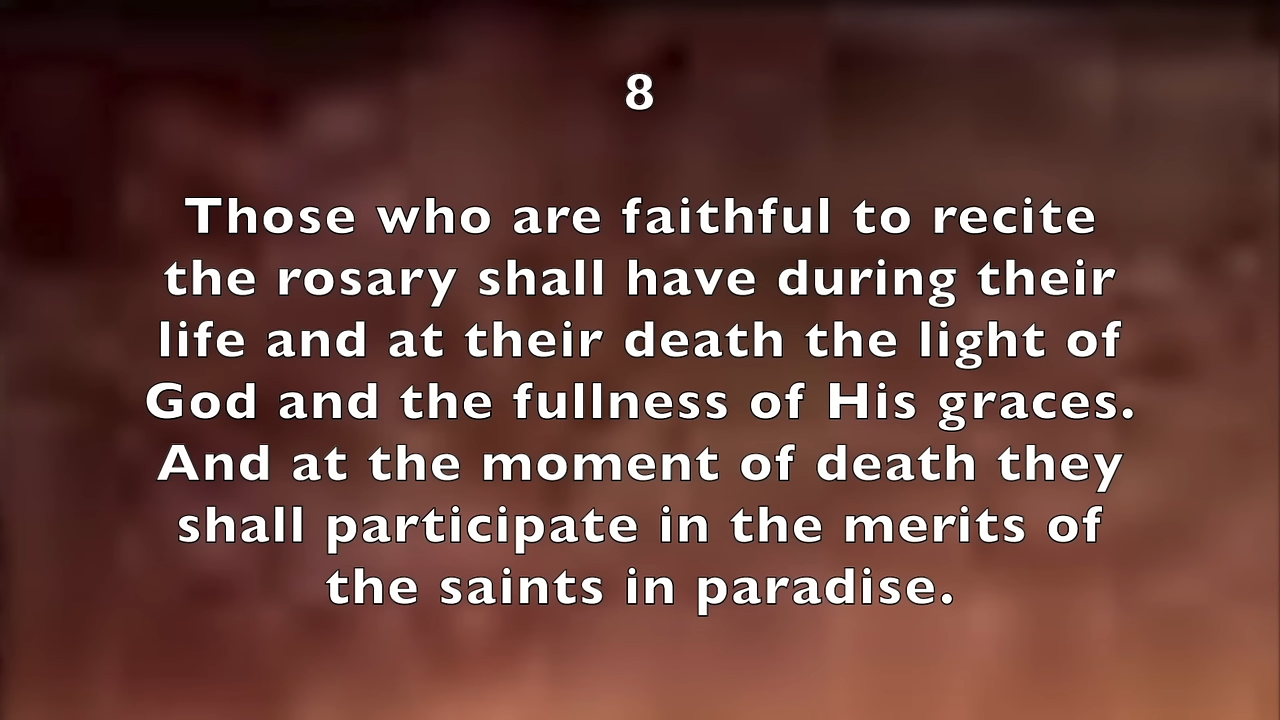 8
Those who are faithful to recite
the rosary shall have during their
life and at their death the light of
God and the fullness of His graces.
And at the moment of death they
shall participate in the merits of
the saints in paradise.